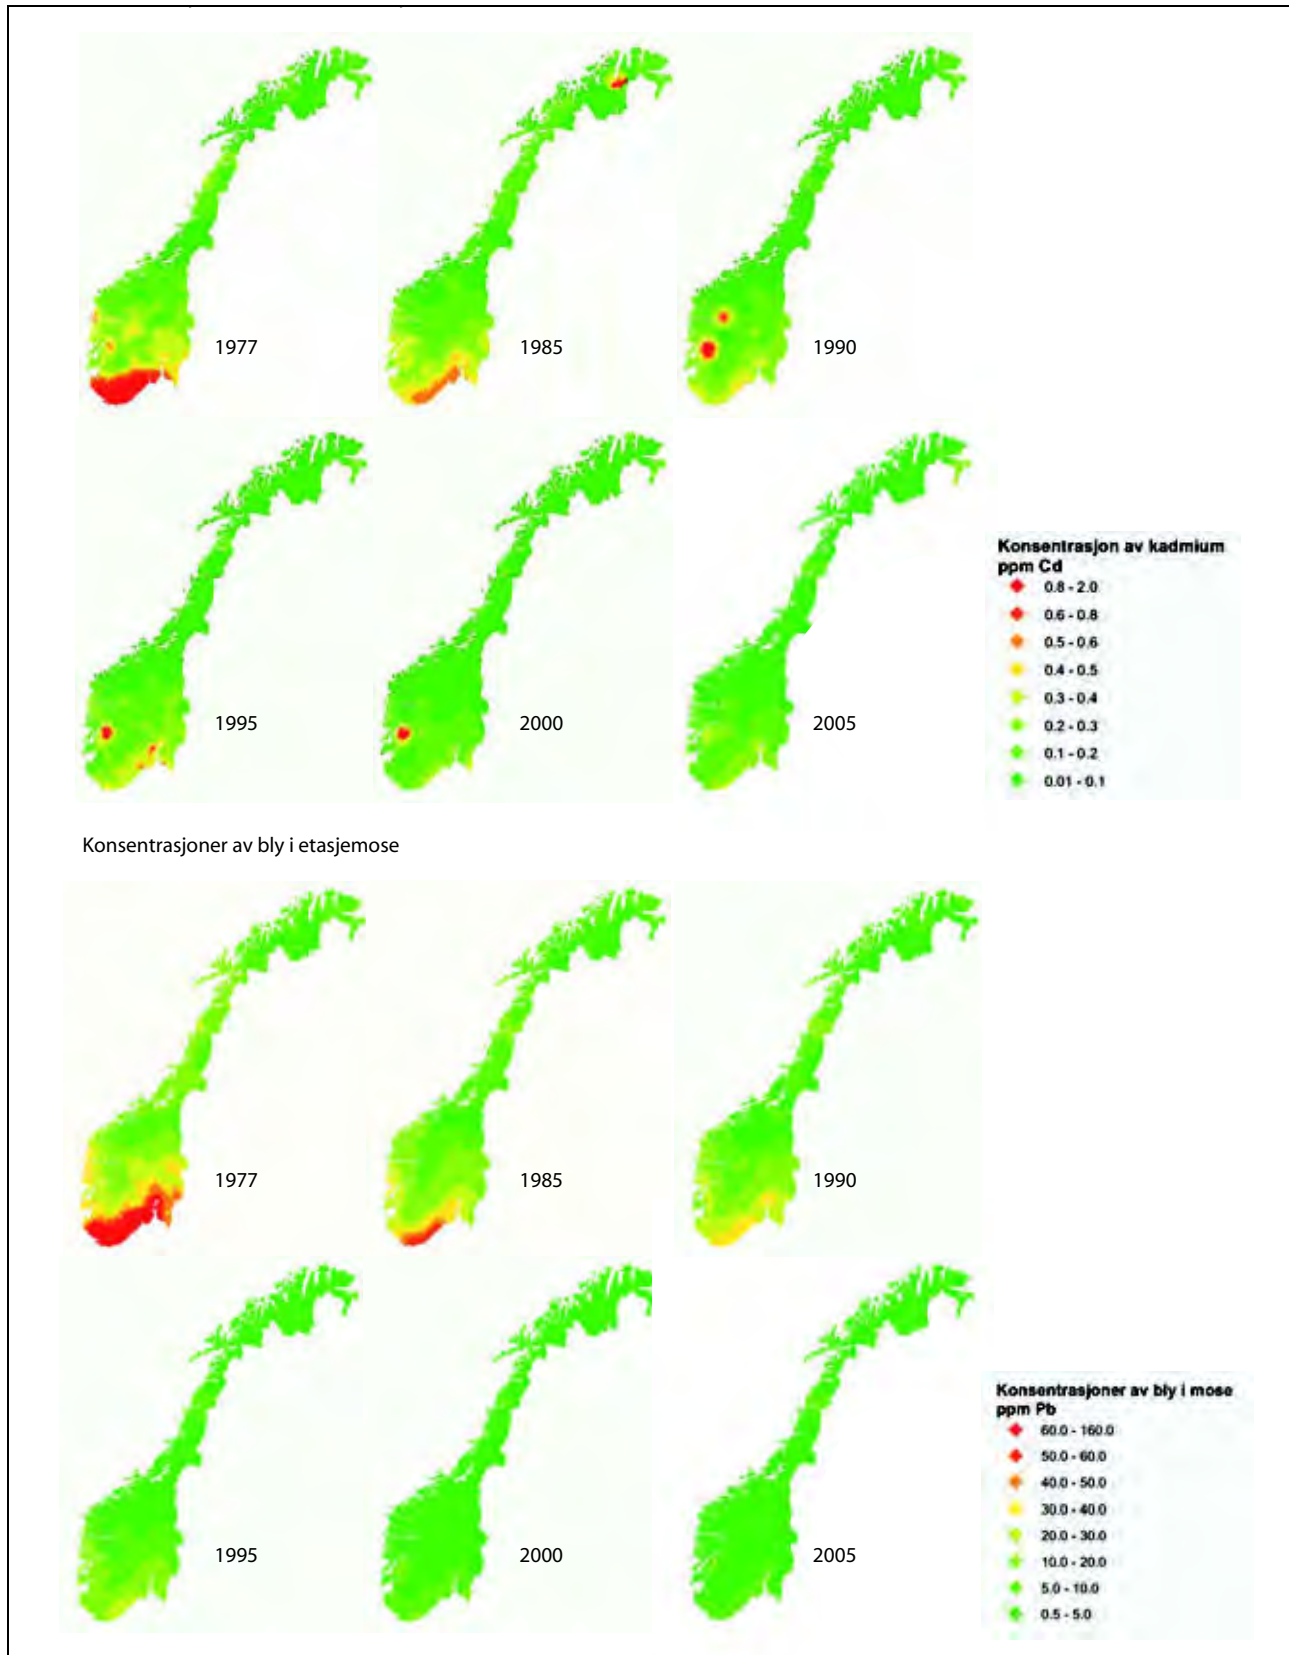 1977
1985
1990
1995
2000
2005
Konsentrasjon av kadmium
ppm Cd
0.8 - 2.0
0.6 - 0.8
0.5 - 0.6
0.4 - 0.5
0.3 - 0.4
0.2 - 0.3
0.1 - 0.2
0.01 - 0.1
Konsentrasjoner av bly i etasjemose
1977
1985
1990
1995
2000
2005
Konsentrasjoner av bly i mose
ppm Pb
60.0 - 160.0
50.0 - 60.0
40.0 - 50.0
30.0 - 40.0
20.0 - 30.0
10.0 - 20.0
5.0 - 10.0
0.5 - 5.0